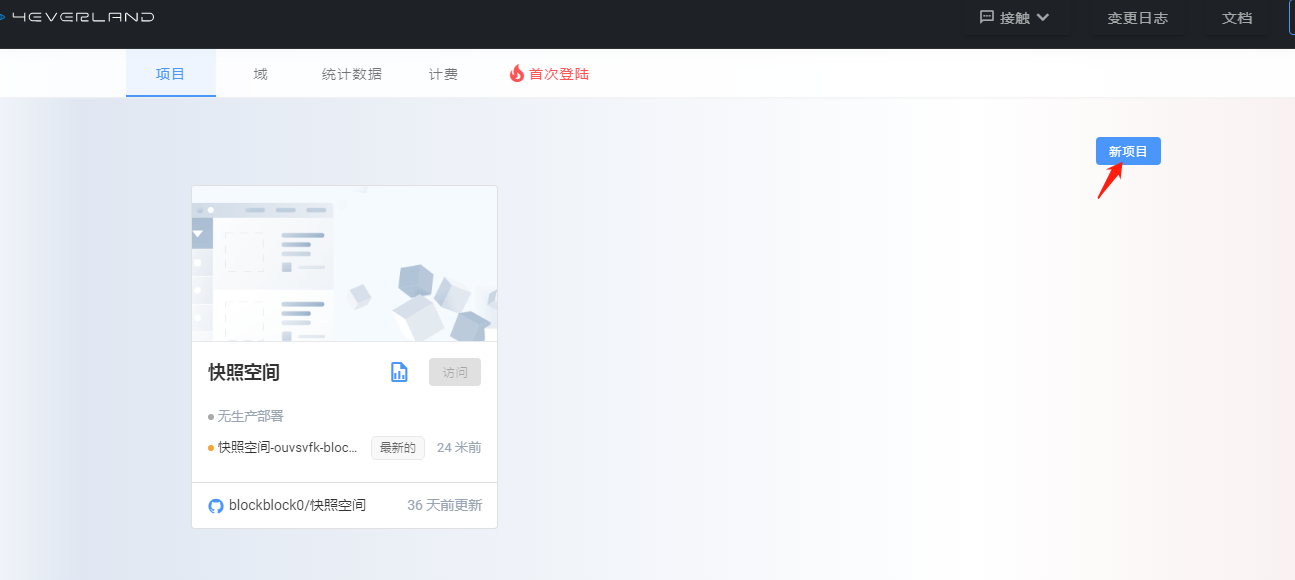 4EVERLAND
接触
变更日志
文档
项目
域
统计数据
计费
首次登陆
新项目
快照空间
访问
无生产部署
快照空间-ouvsvfk-bloc...
最新的
24 米前
blockblock0/快照空间
36 天前更新